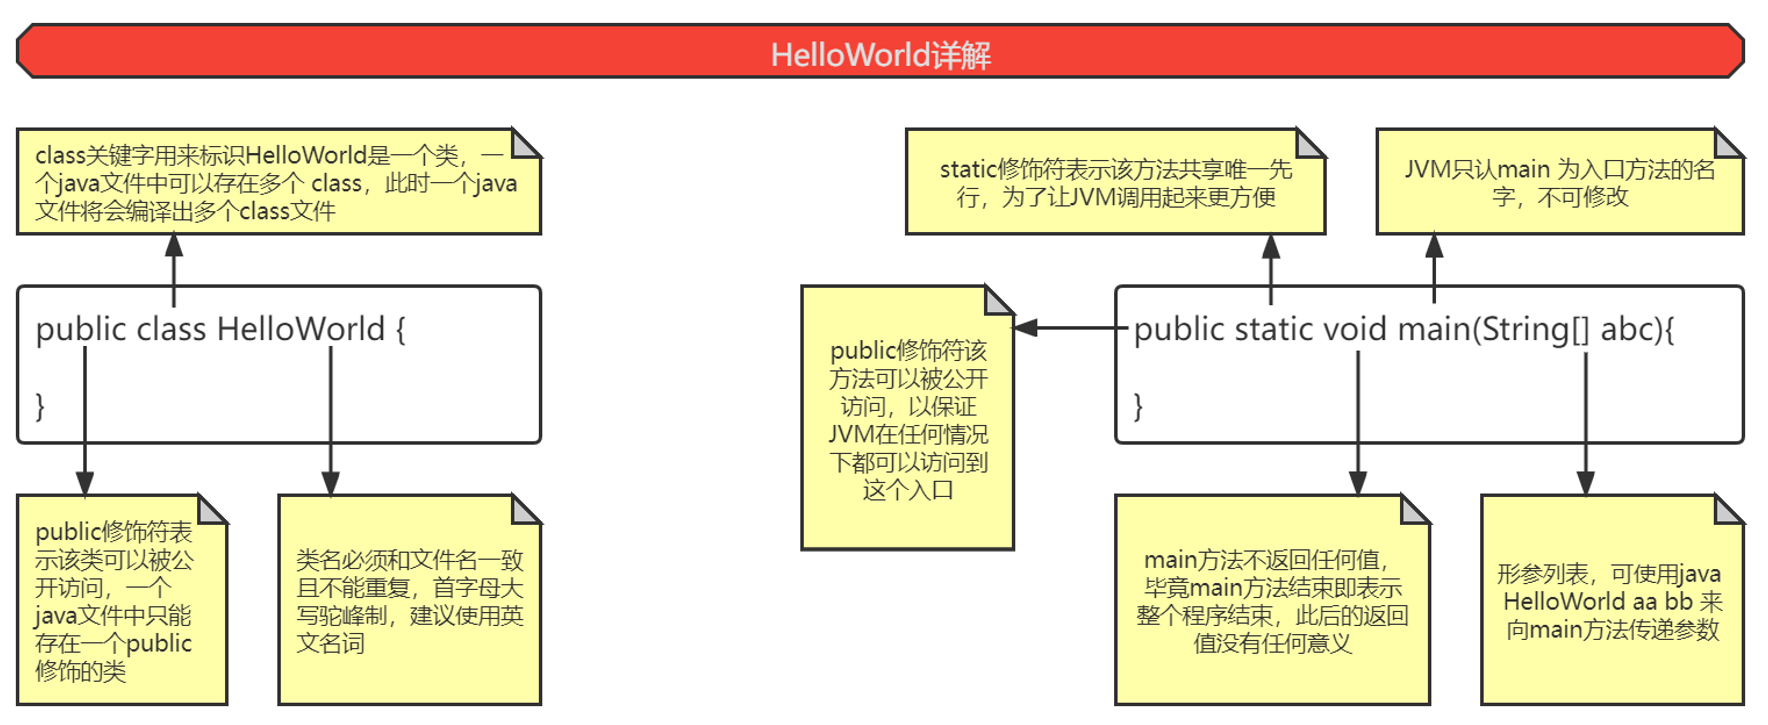 HelloWorld详解
class关键字用来标识HelloWorld是一个类，一
个java文件中可以存在多个 class，此时一个java
文件将会编译出多个class文件
public class HelloWorld {
}
public修饰符表
示该类可以被公
开访问，一个
java文件中只能
存在一个public
修饰的类
类名必须和文件名一致
且不能重复，首字母大
写驼峰制，建议使用英
文名词
static修饰符表示该方法共享唯一先
行，为了让JVM调用起来更方便
JVM只认main 为入口方法的名
字，不可修改
public修饰符该
方法可以被公开
访问，以保证
JVM在任何情况
下都可以访问到
这个入口
public static void main(String[] abc){
}
main方法不返回任何值，
毕竟main方法结束即表示
整个程序结束，此后的返回
值没有任何意义
形参列表，可使用java
HelloWorld aa bb 来
向main方法传递参数